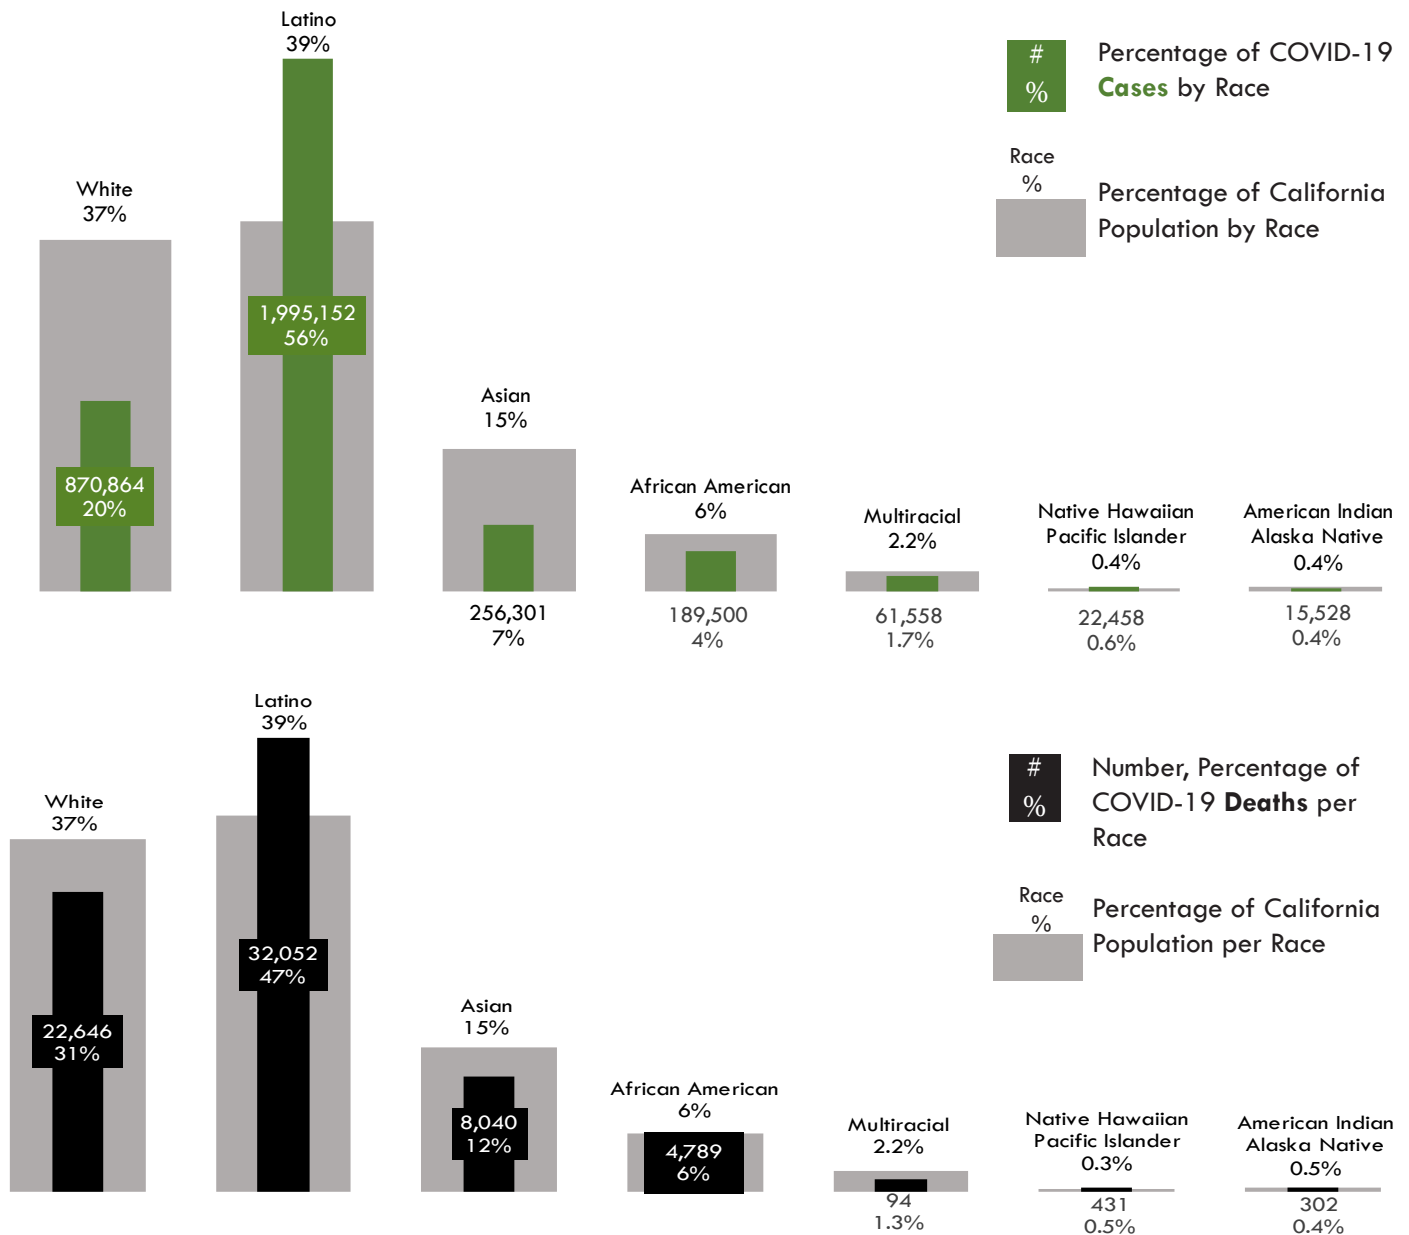 Latino
39%
#
%
Percentage of COVID-19
Cases by Race
Race
%
Percentage of California
Population by Race
White
37%
1,995,152
56%
870,864
20%
Asian
15%
256,301
7%
African American
6%
189,500
4%
Multiracial
2.2%
61,558
1.7%
Native Hawaiian
Pacific Islander
0.4%
22,458
0.6%
American Indian
Alaska Native
0.4%
15,528
0.4%
Latino
39%
#
%
Number, Percentage of
COVID-19 Deaths per
Race
Race
%
Percentage of California
Population per Race
White
37%
32,052
47%
22,646
31%
Asian
15%
8,040
12%
African American
6%
4,789
6%
Multiracial
2.2%
94
1.3%
Native Hawaiian
Pacific Islander
0.3%
431
0.5%
American Indian
Alaska Native
0.5%
302
0.4%